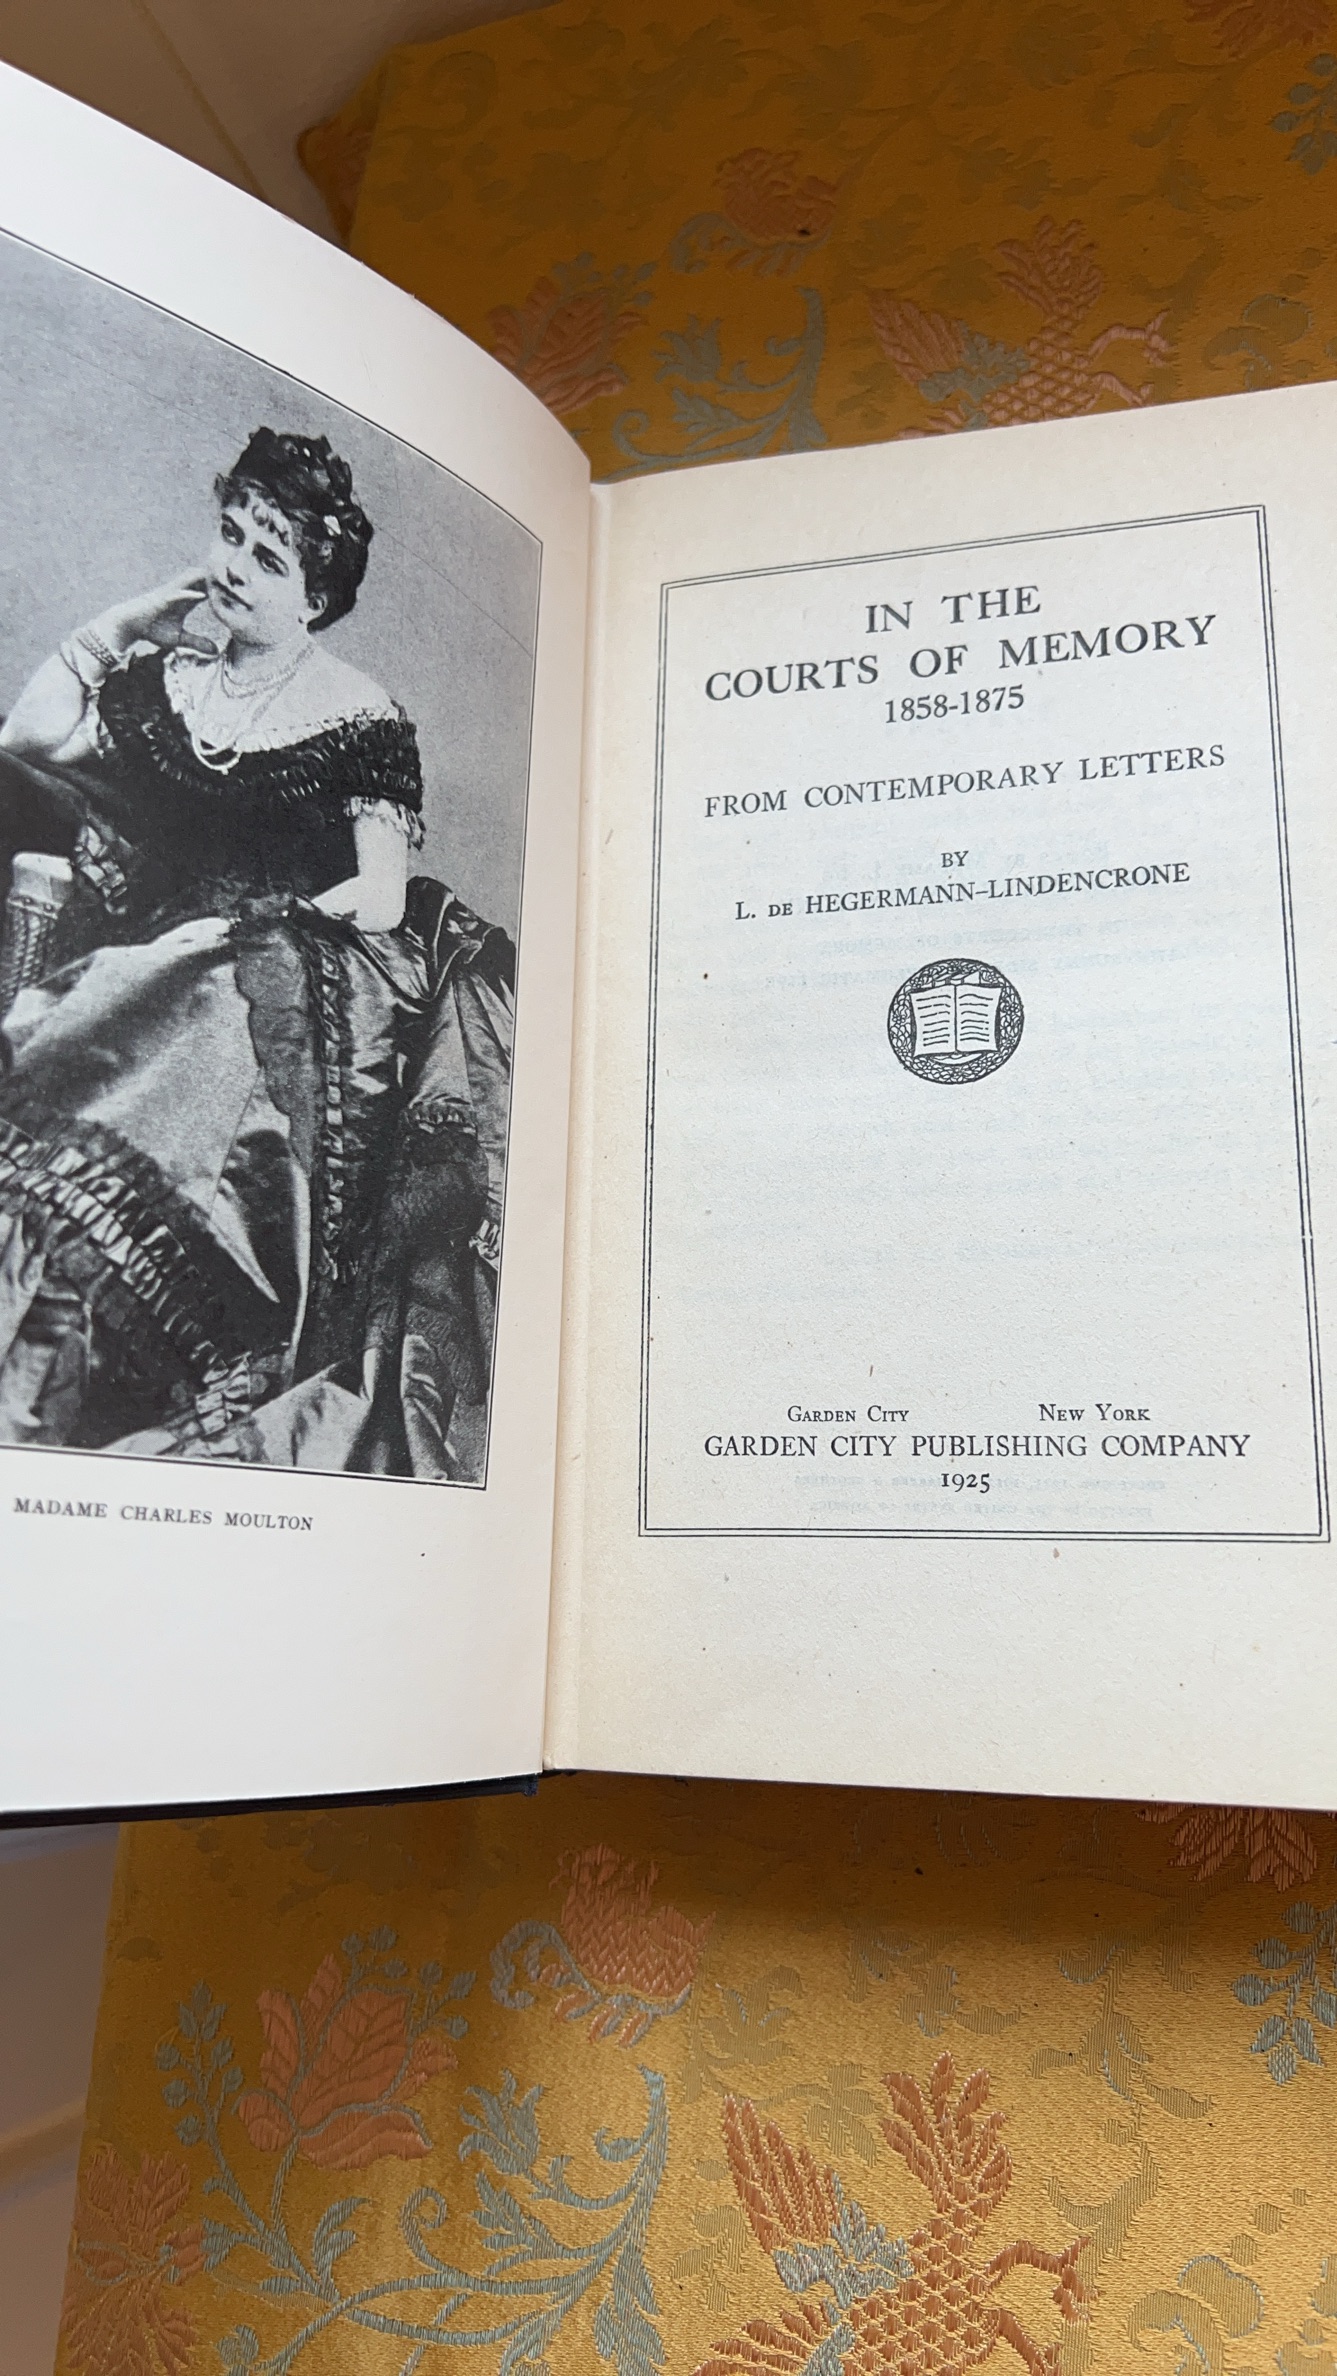 MADAME CHARLES MOULTON
IN THE
COURTS OF MEMORY
1858-1875
FROM CONTEMPORARY LETTERS
BY
L. DE HEGERMANN–LINDENCRONE
GARDEN CITY NEW YORK
GARDEN CITY PUBLISHING COMPANY
1925